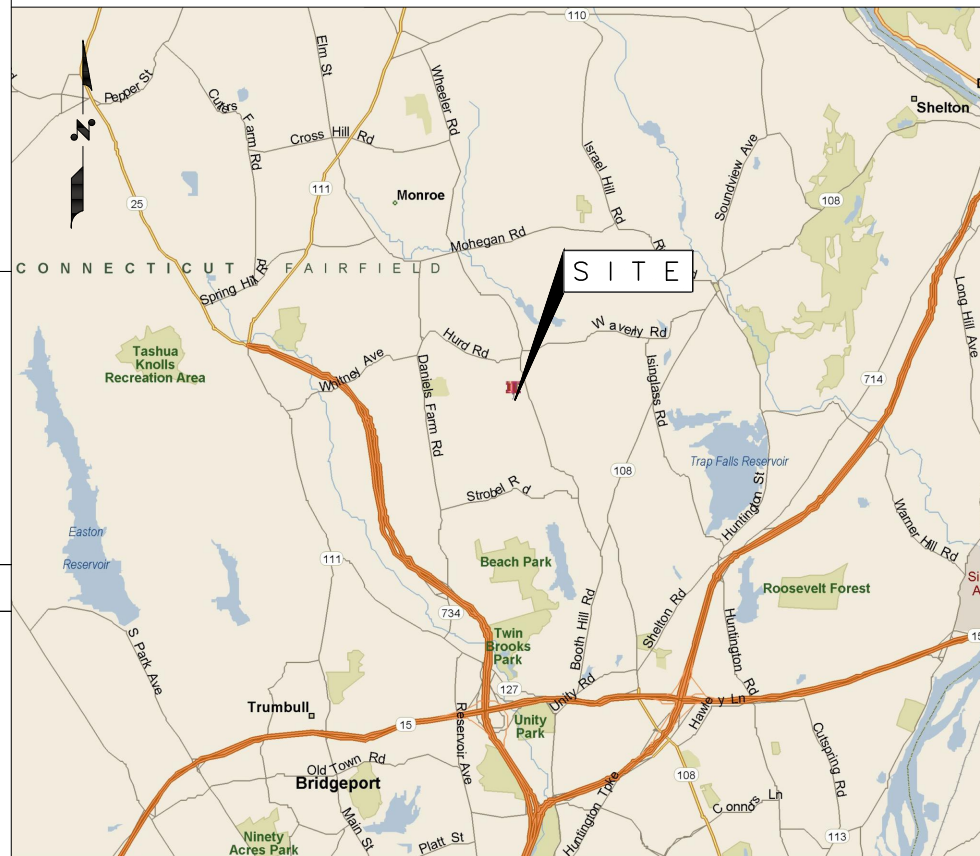 110
Pepper St
Cutlers Farm Rd
Elm St
Wheeler Rd
Cross Hill Rd
Shelton
N
25
111
Monroe
Israel Hill Rd
Soundview Ave
108
Mohegan Rd
CONNECTICUT
FAIRFIELD
Spring Hill Rd
SITE
Long Hill Ave
Waverly Rd
Hurd Rd
Tashua
Knolls
Recreation Area
Whitney Ave
Daniels Farm Rd
Isinglass Rd
714
108
Trap Falls Reservoir
Strobel Rd
Huntington St
Warner Hill Rd
Easton
Reservoir
111
Beach Park
Roosevelt Forest
Si
A
734
Booth Hill Rd
Shelton Rd
Huntington Rd
Twin
Brooks
Park
15
S Park Ave
127
Unity Rd
Hawley Ln
Trumbull
15
Reservoir Ave
Unity
Park
Cutspring Rd
Old Town Rd
Bridgeport
108
Huntington Tpke
Connors Ln
Main St
Platt St
Ninety
Acres Park
113